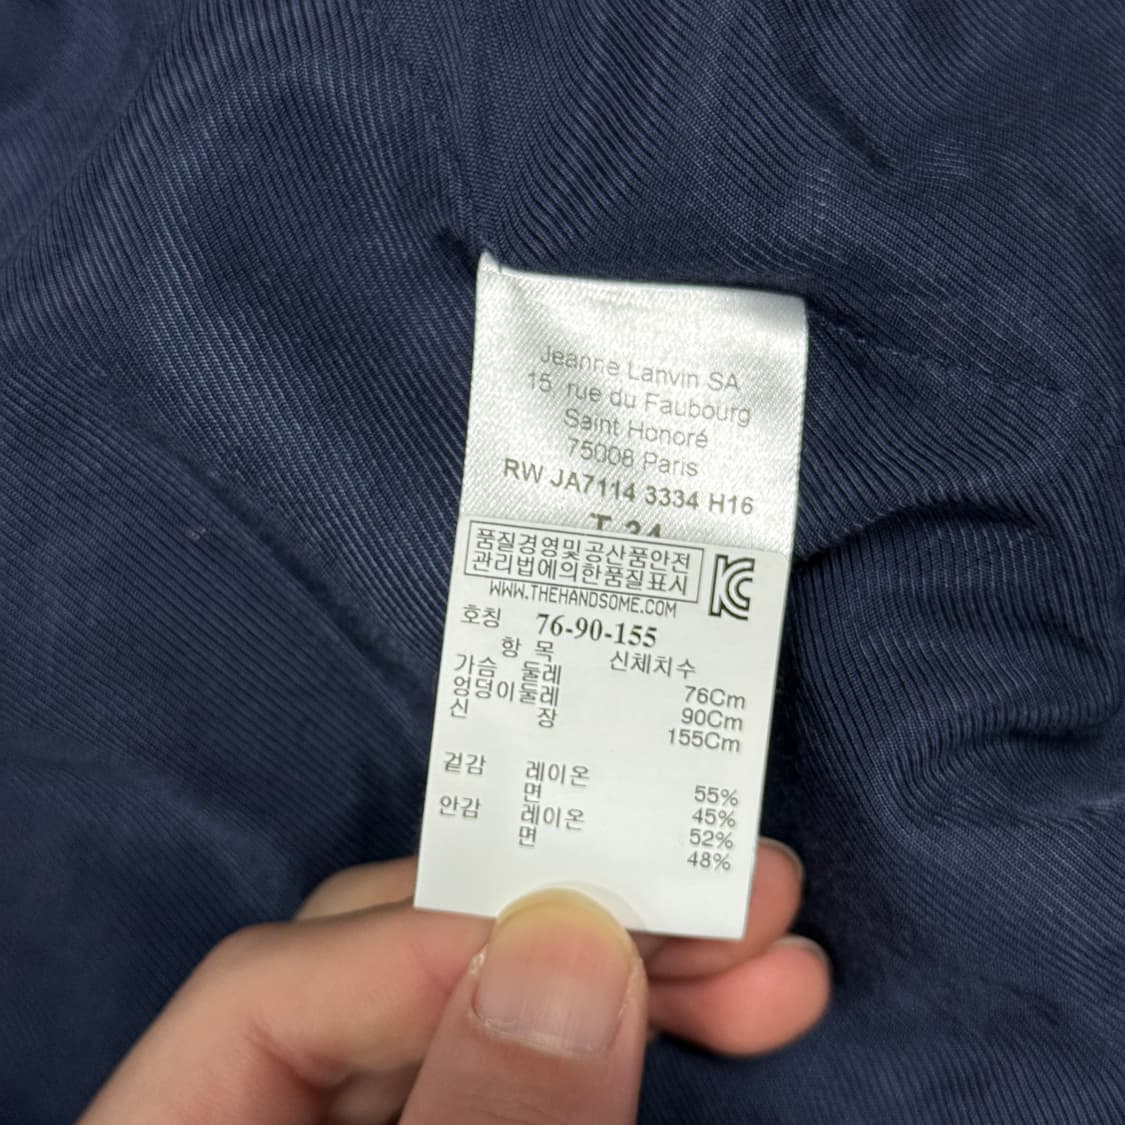 Jeanne Lanvin SA
15, rue du Faubourg
Saint Honoré
75008 Paris
RW JA7114 3334 H16
T 34
품질경영및공산품안전
관리법에의한품질표시
KC
WWW.THEHANDSOME.COM
호칭 76-90-155
항 목 신체치수
가슴 둘레 76Cm
엉덩이둘레 90Cm
신 장 155Cm
겉감 레이온 55%
면 45%
안감 레이온 52%
면 48%